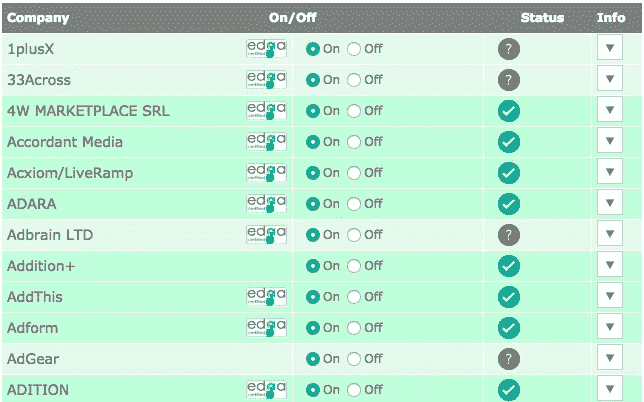 Company On/Off Status Info
1plusX edaa On Off ?
33Across edaa On Off ?
4W MARKETPLACE SRL edaa On Off
Accordant Media edaa On Off
Acxiom/LiveRamp edaa On Off
ADARA edaa On Off
Adbrain LTD edaa On Off ?
Addition+ On Off
AddThis edaa On Off
Adform edaa On Off
AdGear On Off ?
ADITION edaa On Off